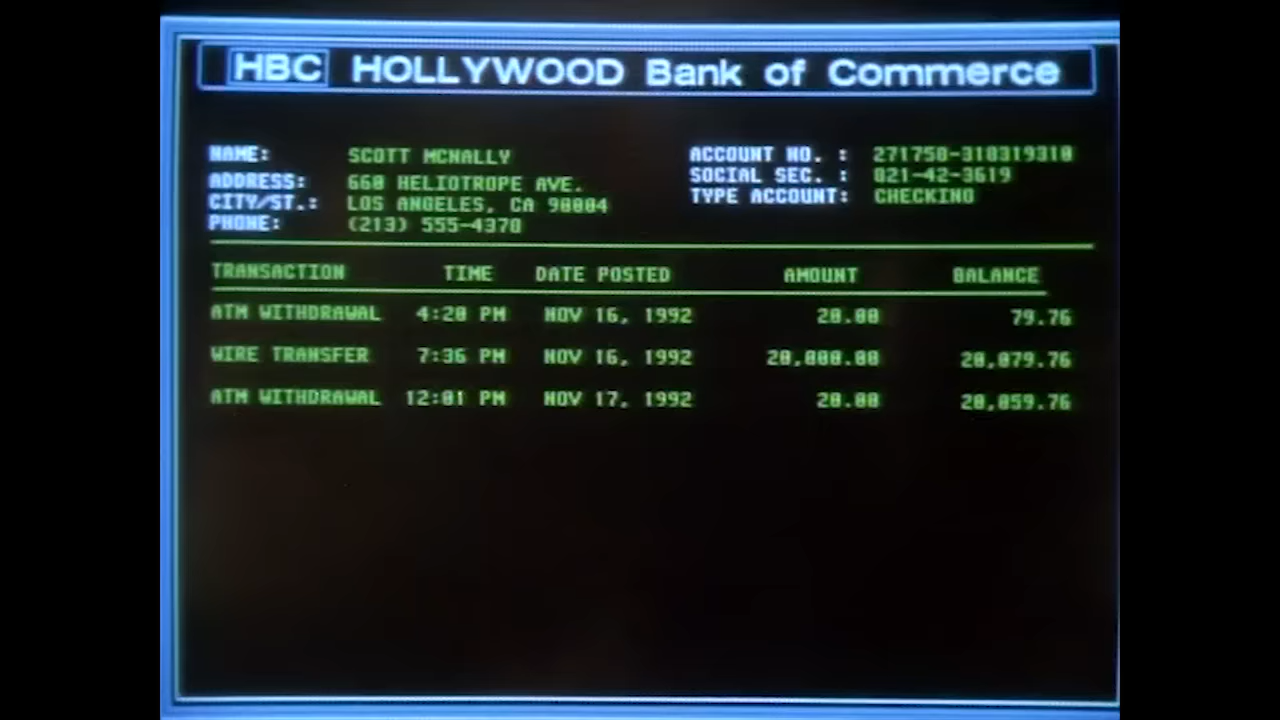 HBC HOLLYWOOD Bank of Commerce
NAME: SCOTT MCNALLY
ACCOUNT NO. : 271750-310319310
ADDRESS: 660 HELIOTROPE AVE.
SOCIAL SEC. : 021-42-3619
CITY/ST.: LOS ANGELES, CA 90004
TYPE ACCOUNT: CHECKING
PHONE: (213) 555-4370
TRANSACTION TIME DATE POSTED AMOUNT BALANCE
ATM WITHDRAWAL 4:20 PM NOV 16, 1992 20.00 79.76
WIRE TRANSFER 7:36 PM NOV 16, 1992 20,000.00 20,079.76
ATM WITHDRAWAL 12:01 PM NOV 17, 1992 20.00 20,059.76